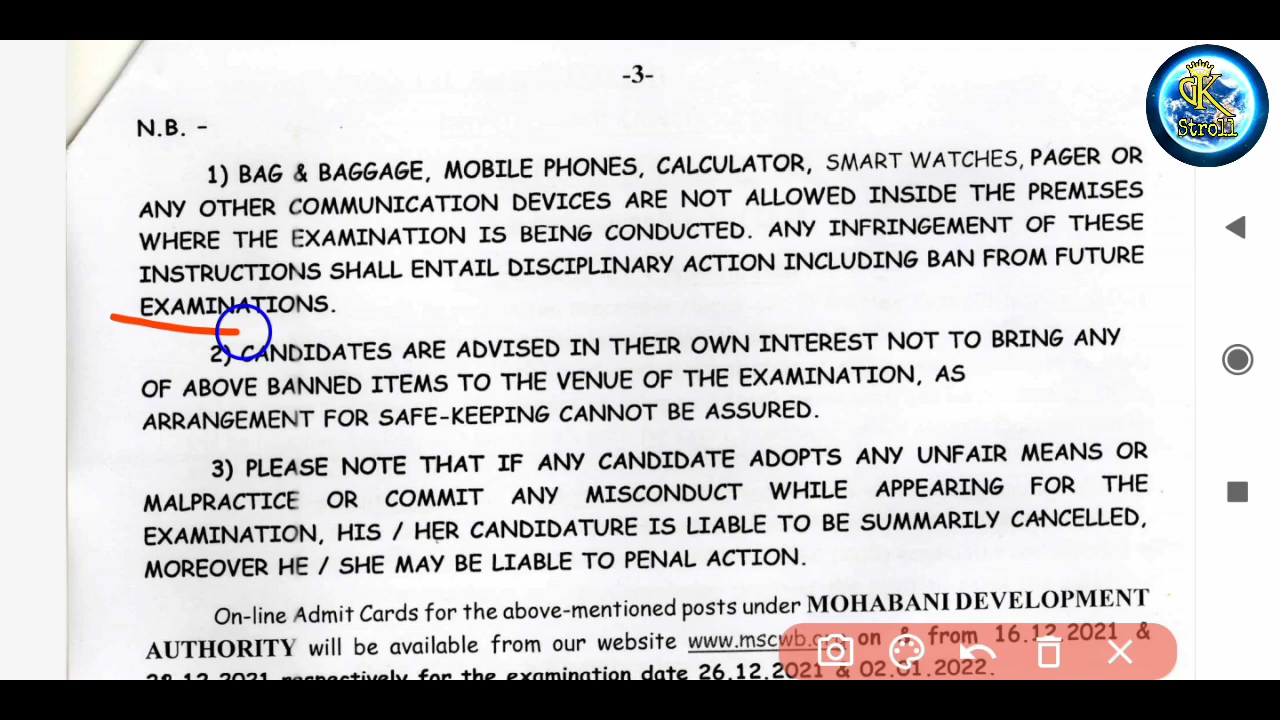 -3-
GK
Stroll
N.B. -
1) BAG & BAGGAGE, MOBILE PHONES, CALCULATOR, SMART WATCHES, PAGER OR
ANY OTHER COMMUNICATION DEVICES ARE NOT ALLOWED INSIDE THE PREMISES
WHERE THE EXAMINATION IS BEING CONDUCTED. ANY INFRINGEMENT OF THESE
INSTRUCTIONS SHALL ENTAIL DISCIPLINARY ACTION INCLUDING BAN FROM FUTURE
EXAMINATIONS.
2) CANDIDATES ARE ADVISED IN THEIR OWN INTEREST NOT TO BRING ANY
OF ABOVE BANNED ITEMS TO THE VENUE OF THE EXAMINATION, AS
ARRANGEMENT FOR SAFE-KEEPING CANNOT BE ASSURED.
3) PLEASE NOTE THAT IF ANY CANDIDATE ADOPTS ANY UNFAIR MEANS OR
MALPRACTICE OR COMMIT ANY MISCONDUCT WHILE APPEARING FOR THE
EXAMINATION, HIS / HER CANDIDATURE IS LIABLE TO BE SUMMARILY CANCELLED,
MOREOVER HE / SHE MAY BE LIABLE TO PENAL ACTION.
On-line Admit Cards for the above-mentioned posts under MOHABANI DEVELOPMENT
AUTHORITY will be available from our website www.mscwb.org on & from 16.12.2021 &
28.12.2021 respectively for the examination date 26.12.2021 & 02.01.2022.